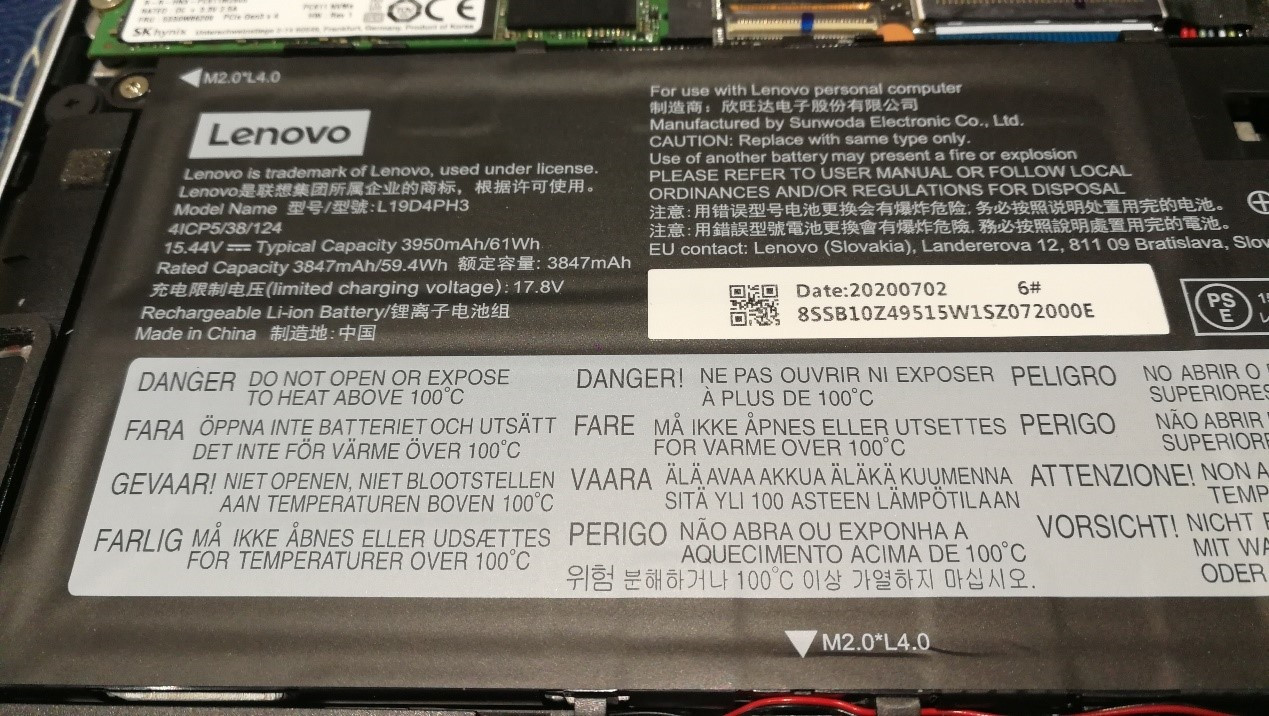 SK hynix
CE
M2.0*L4.0
Lenovo
Lenovo is trademark of Lenovo, used under license.
Lenovo是联想集团所属企业的商标，根据许可使用。
Model Name 型号/型號:L19D4PH3
4ICP5/38/124
15.44V Typical Capacity 3950mAh/61Wh
Rated Capacity 3847mAh/59.4Wh 额定容量: 3847mAh
充电限制电压(limited charging voltage):17.8V
Rechargeable Li-ion Battery/锂离子电池组
Made in China 制造地:中国
For use with Lenovo personal computer
制造商：欣旺达电子股份有限公司
Manufactured by Sunwoda Electronic Co., Ltd.
CAUTION: Replace with same type only.
Use of another battery may present a fire or explosion
PLEASE REFER TO USER MANUAL OR FOLLOW LOCAL
ORDINANCES AND/OR REGULATIONS FOR DISPOSAL
注意:用错误型号电池更换会有爆炸危险,务必按照说明处置用完的电池。
注意:用錯誤型號電池更換會有爆炸危險,務必按照說明處置用完的電池。
EU contact: Lenovo (Slovakia), Landererova 12, 811 09 Bratislava, Slov
Date:20200702 6#
8SSB10Z49515W1SZ072000E
PS
E
DANGER DO NOT OPEN OR EXPOSE
TO HEAT ABOVE 100°C
FARA ÖPPNA INTE BATTERIET OCH UTSÄTT
DET INTE FÖR VÄRME ÖVER 100°C
GEVAAR! NIET OPENEN, NIET BLOOTSTELLEN
AAN TEMPERATUREN BOVEN 100°C
FARLIG MÅ IKKE ÅBNES ELLER UDSÆTTES
FOR TEMPERATURER OVER 100°C
DANGER! NE PAS OUVRIR NI EXPOSER
À PLUS DE 100°C
FARE MÅ IKKE ÅPNES ELLER UTSETTES
FOR VARME OVER 100°C
VAARA ÄLÄ AVAA AKKUA ÄLÄKÄ KUUMENNA
SITÄ YLI 100 ASTEEN LÄMPÖTILAAN
PERIGO NÃO ABRA OU EXPONHA A
AQUECIMENTO ACIMA DE 100°C
위험 분해하거나 100°C 이상 가열하지 마십시오.
PELIGRO NO ABRIR O
SUPERIORES
PERIGO NÃO ABRIR
SUPERIOR
ATTENZIONE! NON A
TEMP
VORSICHT! NICHT
MIT WA
ODER
M2.0*L4.0